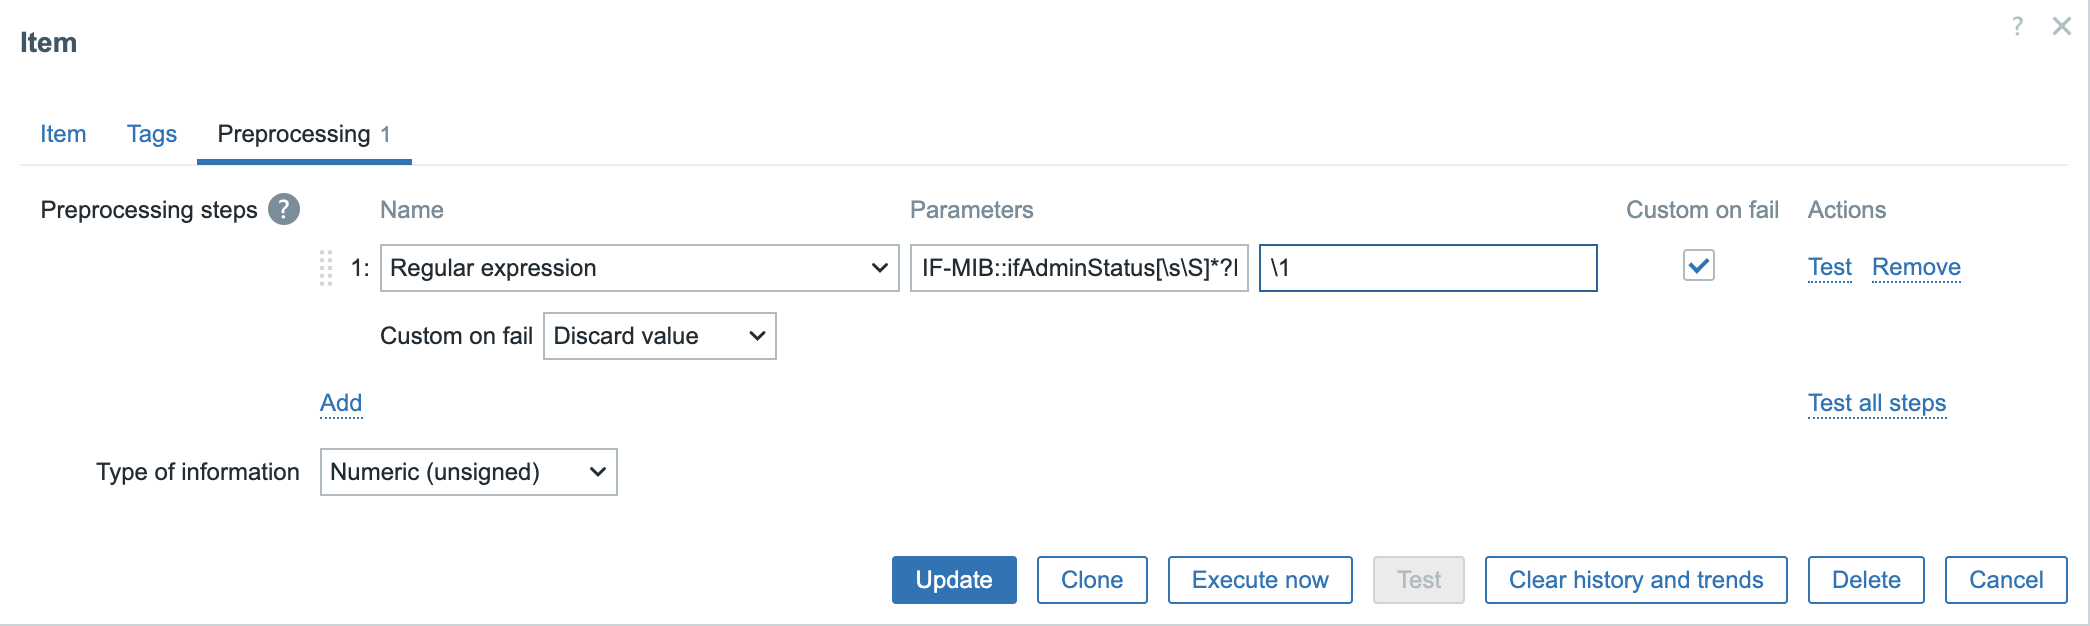 Item
?
Item Tags Preprocessing 1
Preprocessing steps ? Name Parameters Custom on fail Actions
1: Regular expression IF-MIB::ifAdminStatus[\s\S]*?I \1 Test Remove
Custom on fail Discard value
Add Test all steps
Type of information Numeric (unsigned)
Update Clone Execute now Test Clear history and trends Delete Cancel